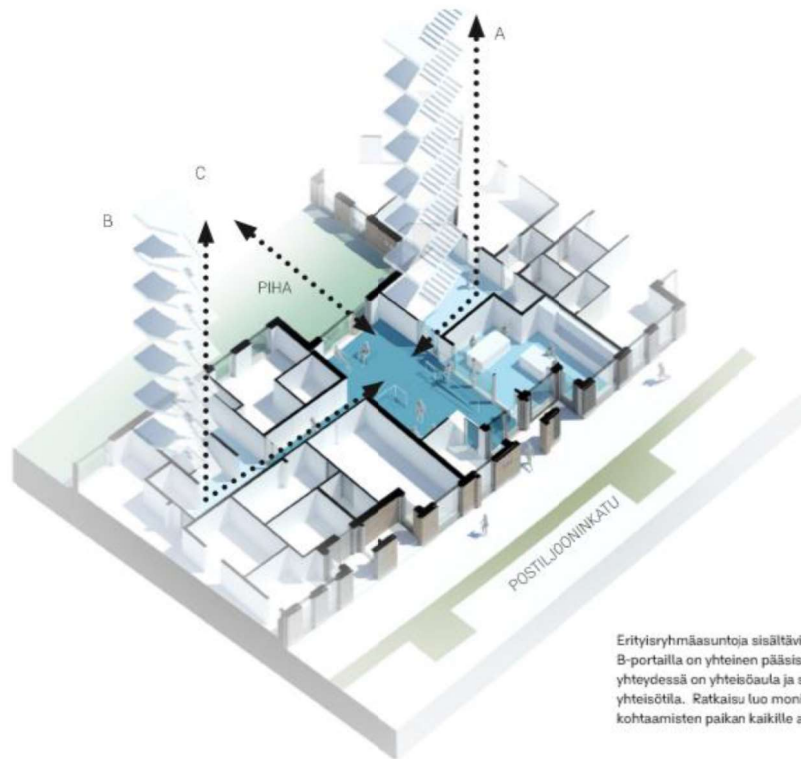 A
C
B
PIHA
POSTILJOONINKATU
Erityisryhmäasuntoja sisältävi
B-portailla on yhteinen pääsis
yhteydessä on yhteisöaula ja s
yhteisötila. Ratkaisu luo moni
kohtaamisten paikan kaikille a